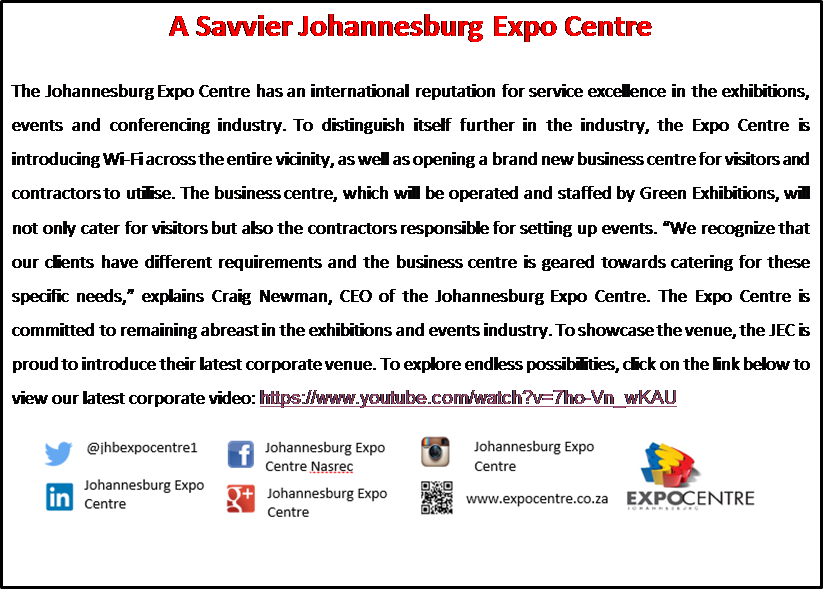 A Savvier Johannesburg Expo Centre
The Johannesburg Expo Centre has an international reputation for service excellence in the exhibitions,
events and conferencing industry. To distinguish itself further in the industry, the Expo Centre is
introducing Wi-Fi across the entire vicinity, as well as opening a brand new business centre for visitors and
contractors to utilise. The business centre, which will be operated and staffed by Green Exhibitions, will
not only cater for visitors but also the contractors responsible for setting up events. “We recognize that
our clients have different requirements and the business centre is geared towards catering for these
specific needs,” explains Craig Newman, CEO of the Johannesburg Expo Centre. The Expo Centre is
committed to remaining abreast in the exhibitions and events industry. To showcase the venue, the JEC is
proud to introduce their latest corporate venue. To explore endless possibilities, click on the link below to
view our latest corporate video: https://www.youtube.com/watch?v=7ho-Vn_wKAU
@jhbexpocentre1
Johannesburg Expo
Centre Nasrec
Johannesburg Expo
Centre
in
Johannesburg Expo
Centre
g+
Johannesburg Expo
Centre
www.expocentre.co.za
EXPOCENTRE
JOHANNESBURG